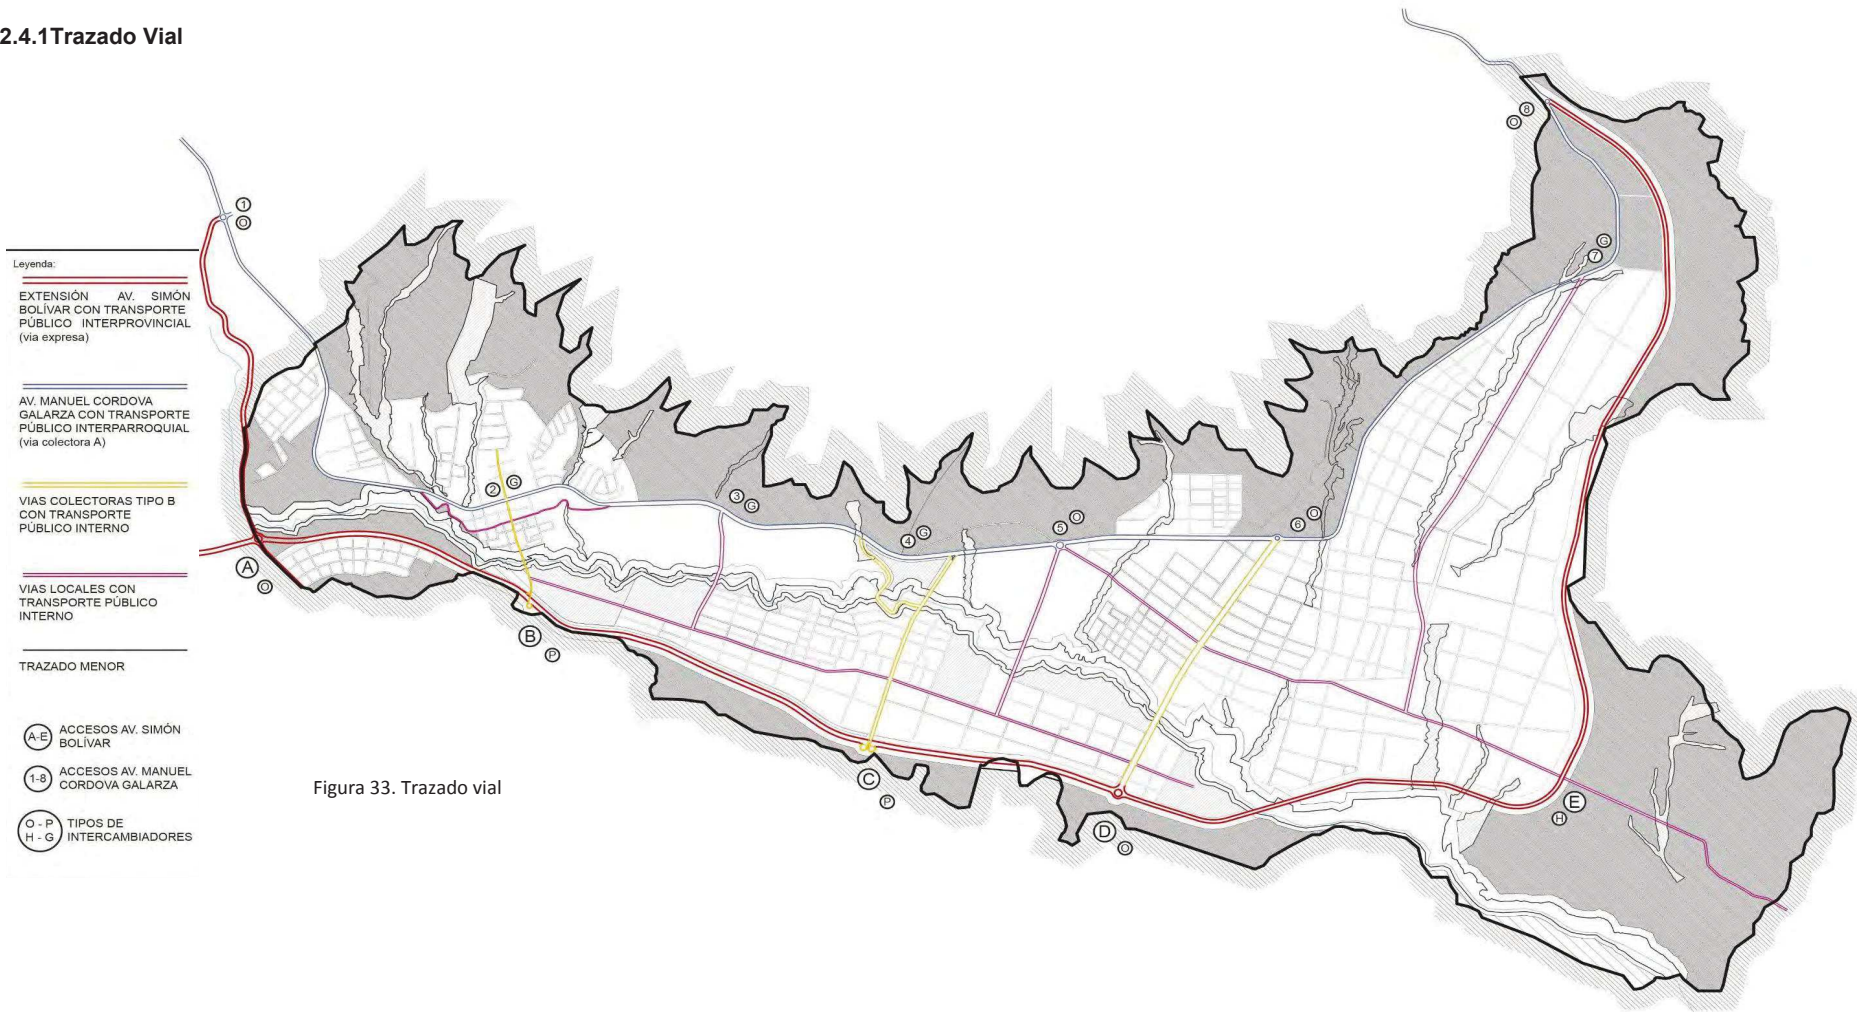 2.4.1Trazado Vial
Leyenda:
EXTENSIÓN AV. SIMÓN
BOLÍVAR CON TRANSPORTE
PÚBLICO INTERPROVINCIAL
(via expresa)
AV. MANUEL CORDOVA
GALARZA CON TRANSPORTE
PÚBLICO INTERPARROQUIAL
(via colectora A)
VIAS COLECTORAS TIPO B
CON TRANSPORTE
PÚBLICO INTERNO
VIAS LOCALES CON
TRANSPORTE PÚBLICO
INTERNO
TRAZADO MENOR
A-E ACCESOS AV. SIMÓN
BOLÍVAR
1-8 ACCESOS AV. MANUEL
CORDOVA GALARZA
O - P TIPOS DE
H - G INTERCAMBIADORES
1
O
2 G
3
G
4 G
5 O
6 O
G
7
8
O
A
O
B
P
C
P
D
O
E
H
Figura 33. Trazado vial